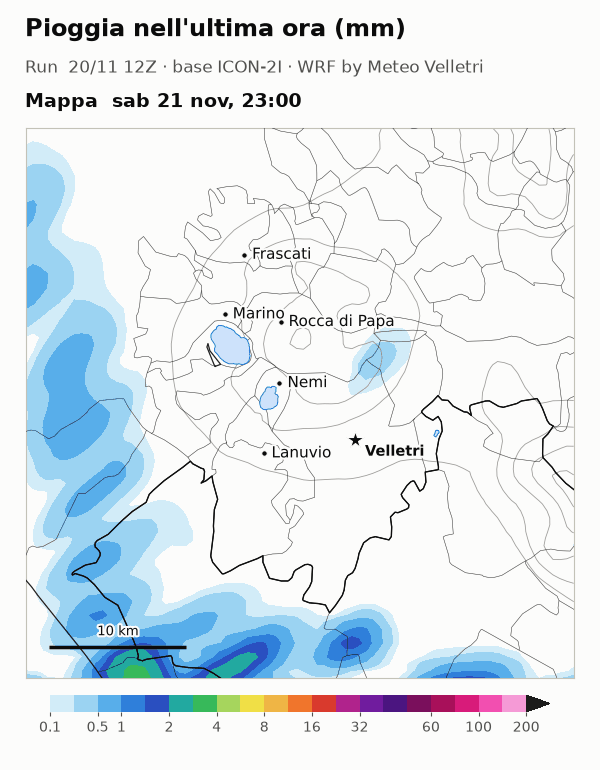 Pioggia nell'ultima ora (mm)
Run 20/11 12Z · base ICON-2I · WRF by Meteo Velletri
Mappa sab 21 nov, 23:00
Frascati
Marino
Rocca di Papa
Nemi
Velletri
Lanuvio
10 km
0.1 0.5 1 2 4 8 16 32 60 100 200